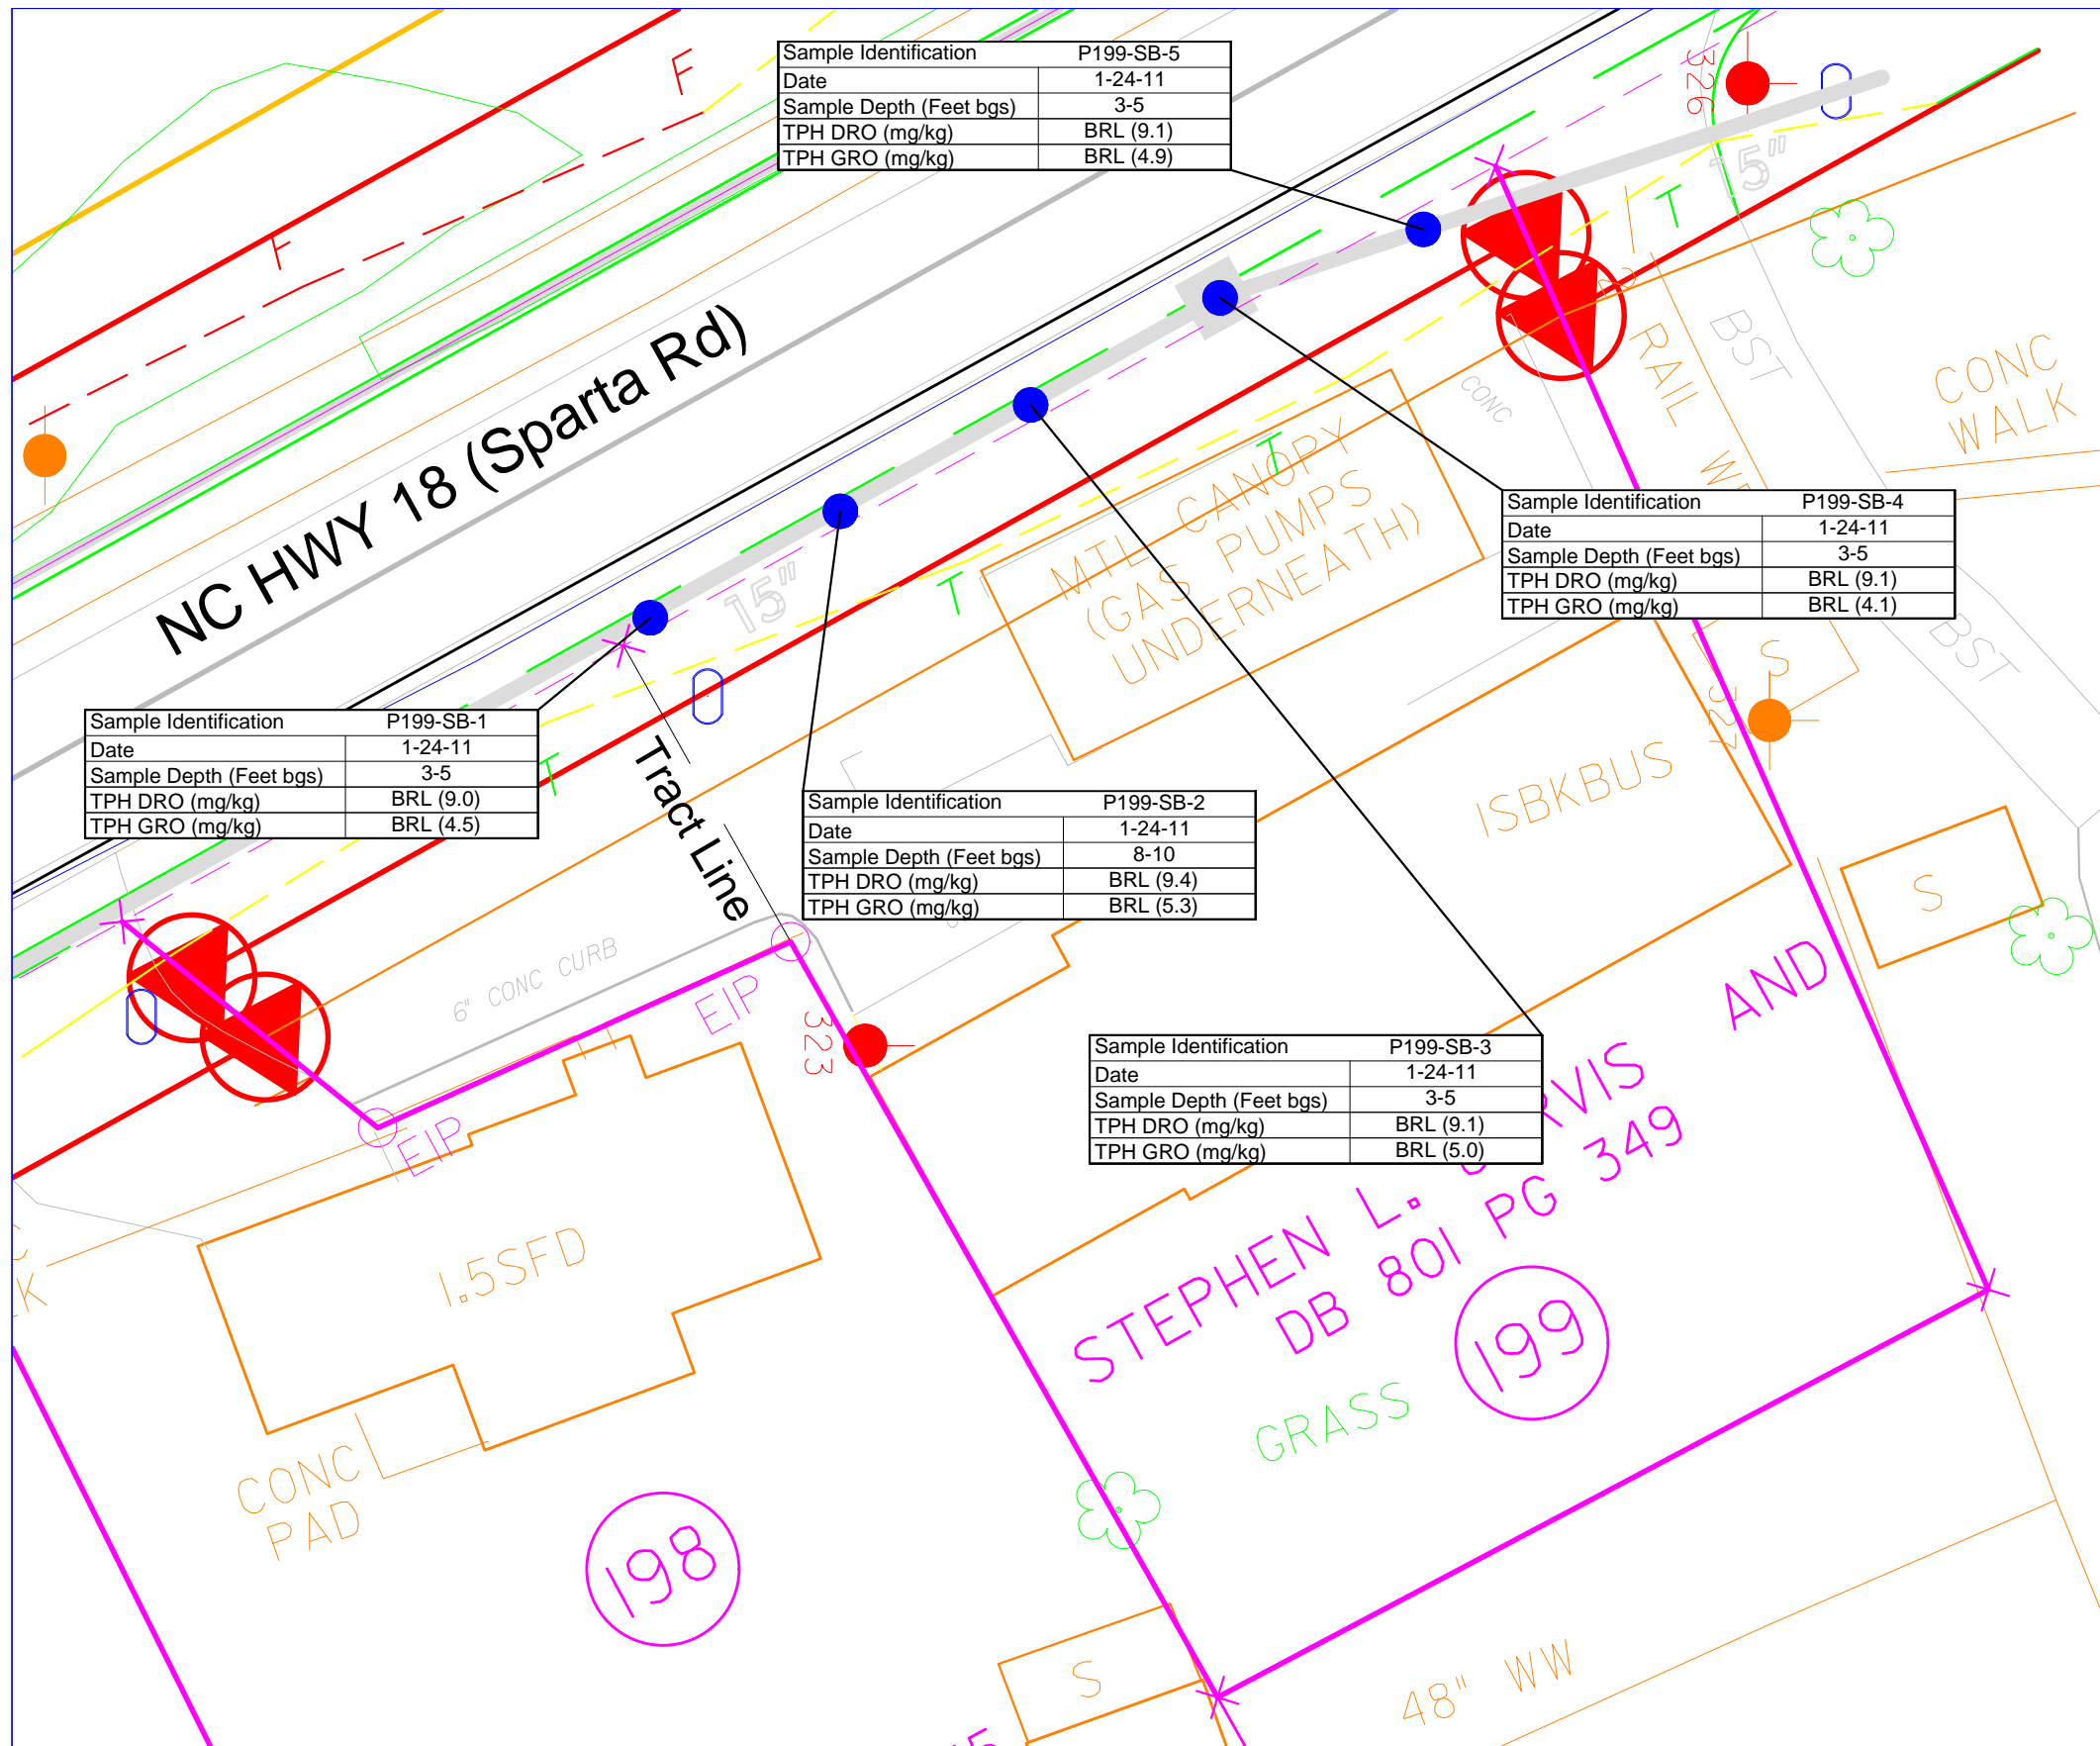 Sample Identification P199-SB-5
Date 1-24-11
Sample Depth (Feet bgs) 3-5
TPH DRO (mg/kg) BRL (9.1)
TPH GRO (mg/kg) BRL (4.9)
F
F
326
15"
T
NC HWY 18 (Sparta Rd)
CONC
RAIL
BST
CONC
WALK
MTL CANOPY
(GAS PUMPS
UNDERNEATH)
T
T
T
15"
Sample Identification P199-SB-4
Date 1-24-11
Sample Depth (Feet bgs) 3-5
TPH DRO (mg/kg) BRL (9.1)
TPH GRO (mg/kg) BRL (4.1)
BST
S
327
Sample Identification P199-SB-1
Date 1-24-11
Sample Depth (Feet bgs) 3-5
TPH DRO (mg/kg) BRL (9.0)
TPH GRO (mg/kg) BRL (4.5)
Tract Line
ISBKBUS
Sample Identification P199-SB-2
Date 1-24-11
Sample Depth (Feet bgs) 8-10
TPH DRO (mg/kg) BRL (9.4)
TPH GRO (mg/kg) BRL (5.3)
S
6" CONC CURB
EIP
323
EIP
Sample Identification P199-SB-3
Date 1-24-11
Sample Depth (Feet bgs) 3-5
TPH DRO (mg/kg) BRL (9.1)
TPH GRO (mg/kg) BRL (5.0)
STEPHEN L. RVIS AND
DB 801 PG 349
199
1.5SFD
GRASS
CONC
PAD
198
S
48" WW